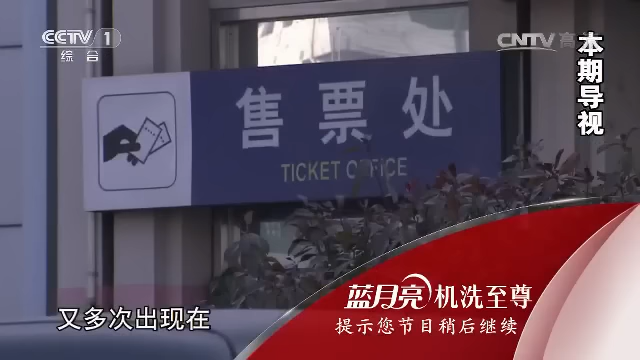 CCTV 1
综合
CNTV 高
本期导视
售票处
TICKET OFFICE
蓝月亮 机洗至尊
提示您节目稍后继续
又多次出现在